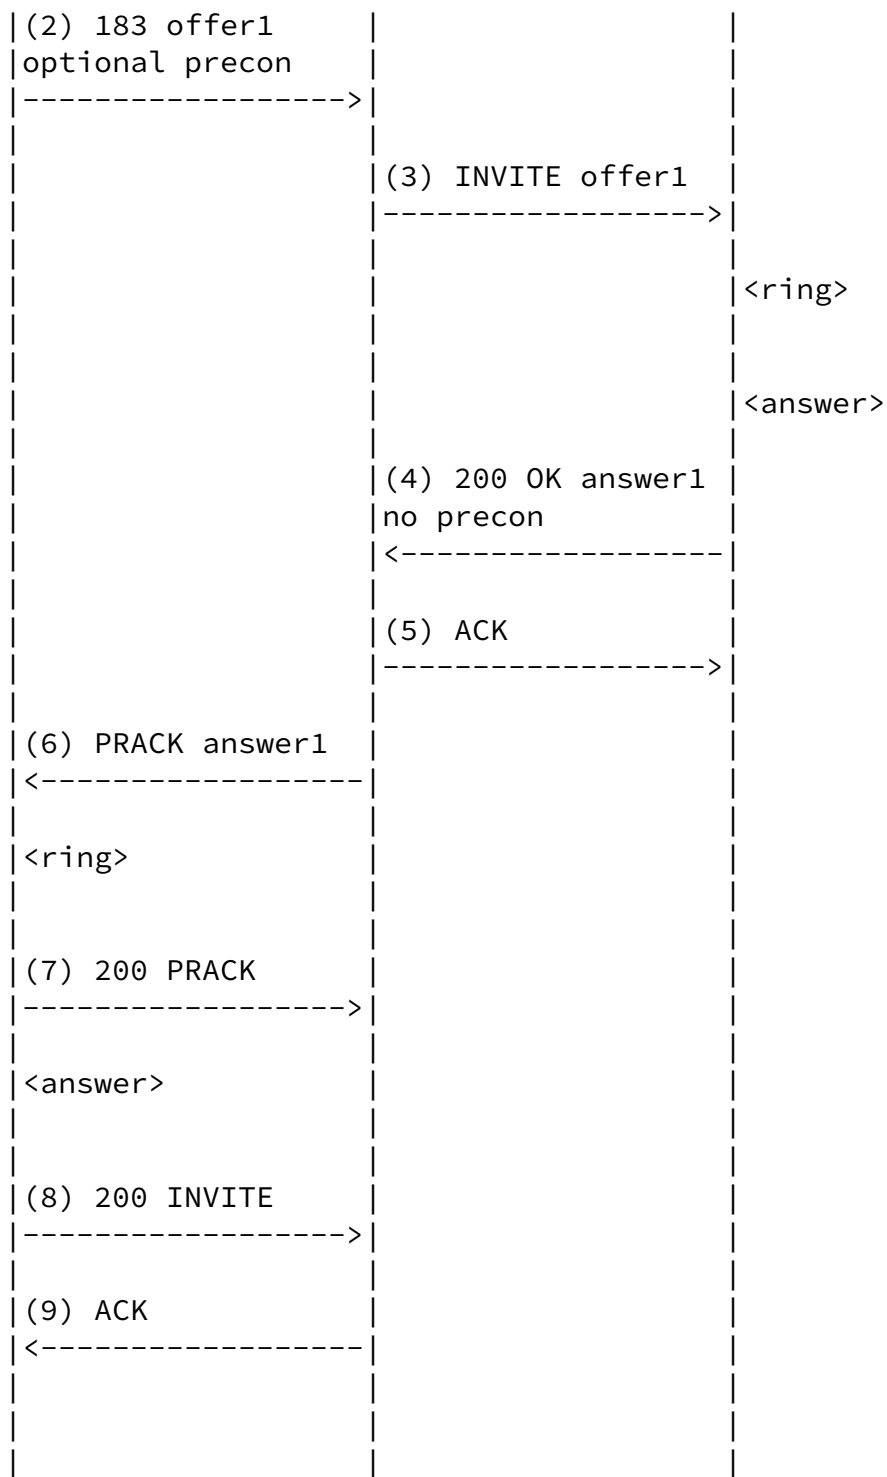 (2) 183 offer1
optional precon
(3) INVITE offer1
<ring>
<answer>
(4) 200 OK answer1
no precon
(5) ACK
(6) PRACK answer1
<ring>
(7) 200 PRACK
<answer>
(8) 200 INVITE
(9) ACK